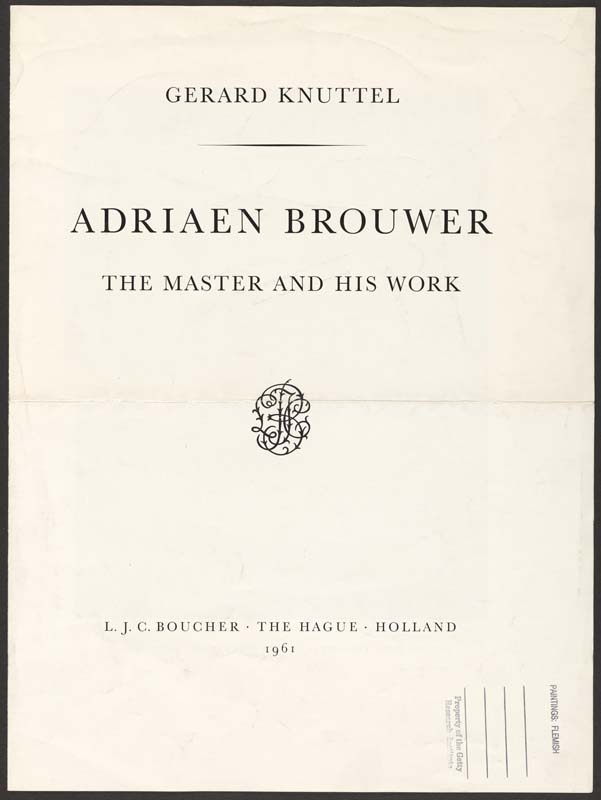 GERARD KNUTTEL
ADRIAEN BROUWER
THE MASTER AND HIS WORK
L. J. C. BOUCHER · THE HAGUE · HOLLAND
1961
Property of the Getty
Research
PAINTINGS: FLEMISH